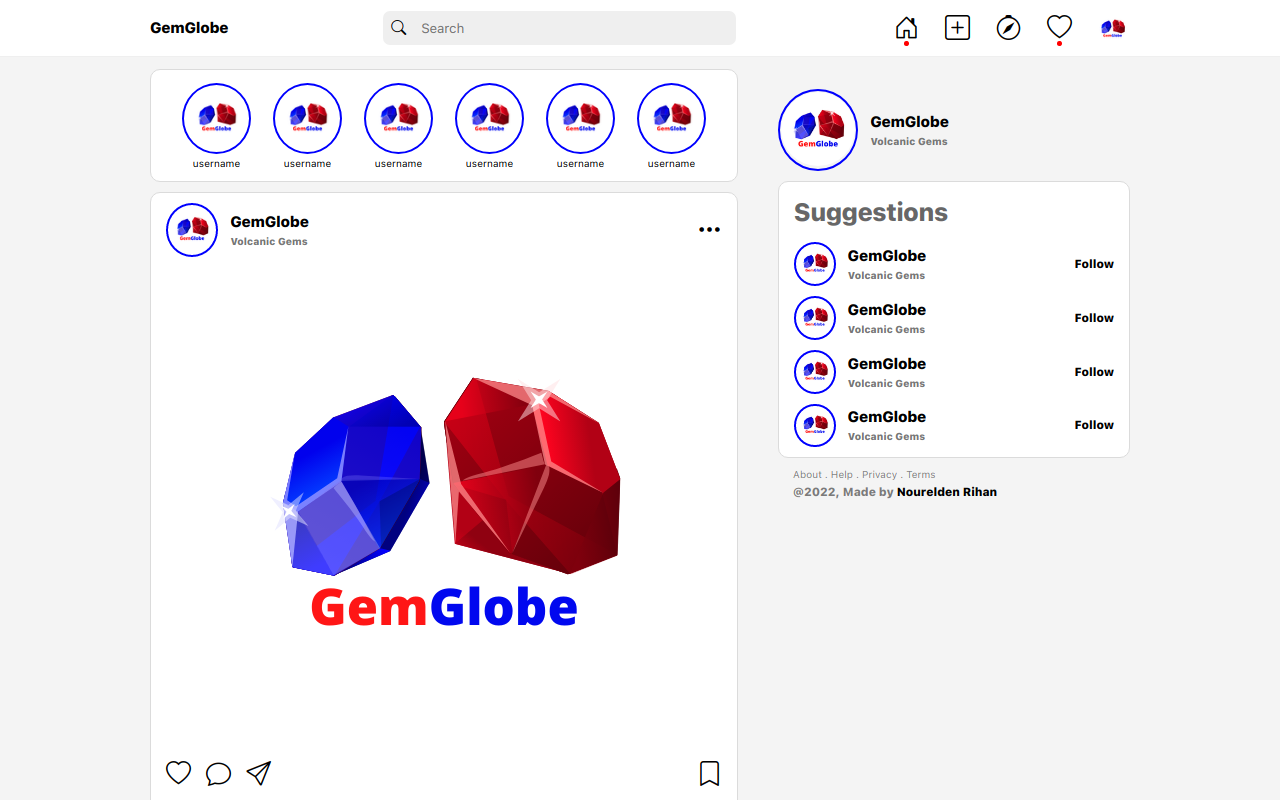 GemGlobe
Search
username username username username username username
GemGlobe
Volcanic Gems
GemGlobe
GemGlobe
Volcanic Gems
Suggestions
GemGlobe
Volcanic Gems
Follow
GemGlobe
Volcanic Gems
Follow
GemGlobe
Volcanic Gems
Follow
GemGlobe
Volcanic Gems
Follow
About . Help . Privacy . Terms
@2022, Made by Nourelden Rihan